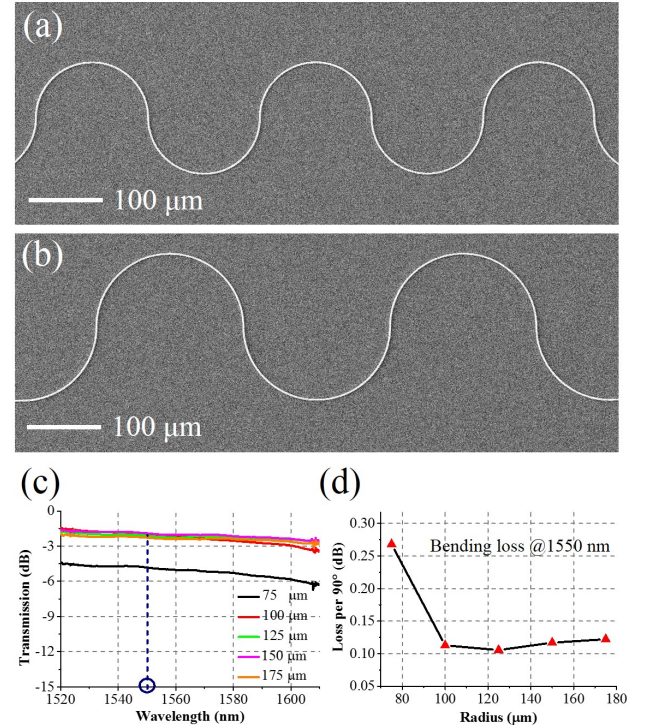 (a)
100 μm
(b)
100 μm
(c)
0
-3
-6
-9
-12
-15
Transmission (dB)
75 μm
100 μm
125 μm
150 μm
175 μm
1520 1540 1560 1580 1600
Wavelength (nm)
(d)
0.30
0.25
0.20
0.15
0.10
0.05
Loss per 90° (dB)
Bending loss @1550 nm
80 100 120 140 160 180
Radius(μm)